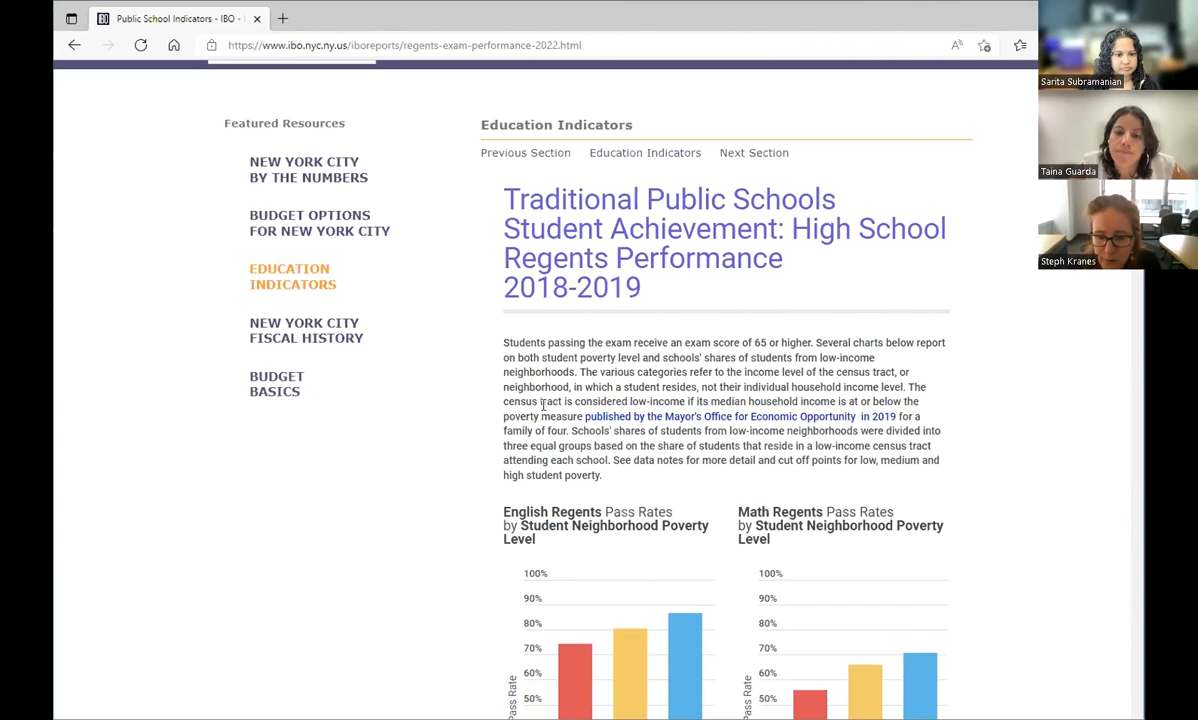 Public School Indicators - IBO -
https://www.ibo.nyc.ny.us/iboreports/regents-exam-performance-2022.html
Sarita Subramanian
Taina Guarda
Steph Kranes
Featured Resources
NEW YORK CITY
BY THE NUMBERS
BUDGET OPTIONS
FOR NEW YORK CITY
EDUCATION
INDICATORS
NEW YORK CITY
FISCAL HISTORY
BUDGET
BASICS
Education Indicators
Previous Section Education Indicators Next Section
Traditional Public Schools
Student Achievement: High School
Regents Performance
2018-2019
Students passing the exam receive an exam score of 65 or higher. Several charts below report
on both student poverty level and schools' shares of students from low-income
neighborhoods. The various categories refer to the income level of the census tract, or
neighborhood, in which a student resides, not their individual household income level. The
census tract is considered low-income if its median household income is at or below the
poverty measure published by the Mayor's Office for Economic Opportunity in 2019 for a
family of four. Schools' shares of students from low-income neighborhoods were divided into
three equal groups based on the share of students that reside in a low-income census tract
attending each school. See data notes for more detail and cut off points for low, medium and
high student poverty.
English Regents Pass Rates
by Student Neighborhood Poverty
Level
100%
90%
80%
70%
60%
50%
Pass Rate
Math Regents Pass Rates
by Student Neighborhood Poverty
Level
100%
90%
80%
70%
60%
50%
Pass Rate